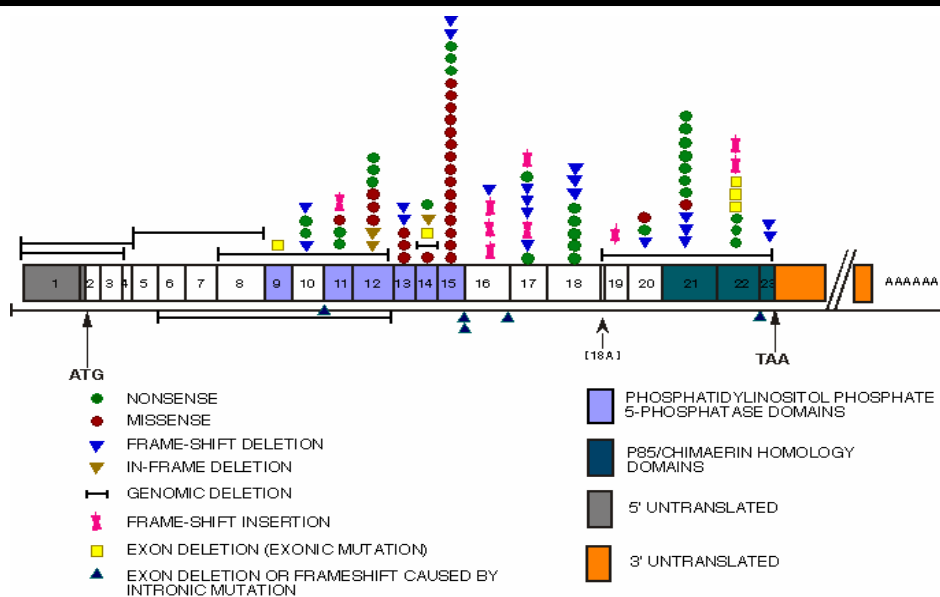 1 2 3 4 5 6 7 8 9 10 11 12 13 14 15 16 17 18 19 20 21 22 23 AAAAAA
[18A]
ATG
TAA
NONSENSE
MISSENSE
FRAME-SHIFT DELETION
IN-FRAME DELETION
GENOMIC DELETION
FRAME-SHIFT INSERTION
EXON DELETION (EXONIC MUTATION)
EXON DELETION OR FRAMESHIFT CAUSED BY
INTRONIC MUTATION
PHOSPHATIDYLINOSITOL PHOSPHATE
5-PHOSPHATASE DOMAINS
P85/CHIMAERIN HOMOLOGY
DOMAINS
5' UNTRANSLATED
3' UNTRANSLATED